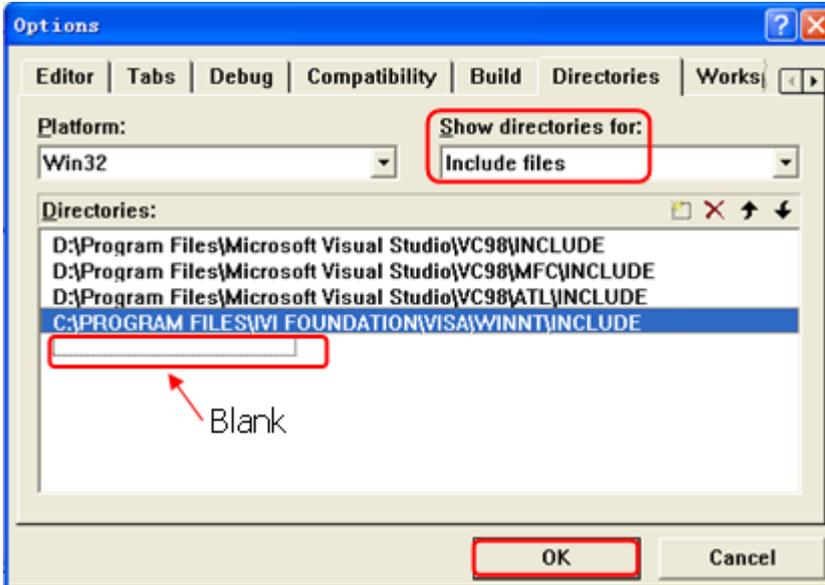 Options
Editor Tabs Debug Compatibility Build Directories Works
Platform: Show directories for:
Win32 Include files
Directories:
D:\Program Files\Microsoft Visual Studio\VC98\INCLUDE
D:\Program Files\Microsoft Visual Studio\VC98\MFC\INCLUDE
D:\Program Files\Microsoft Visual Studio\VC98\ATL\INCLUDE
C:\PROGRAM FILES\IVI FOUNDATION\VISA\WINNT\INCLUDE
Blank
OK Cancel